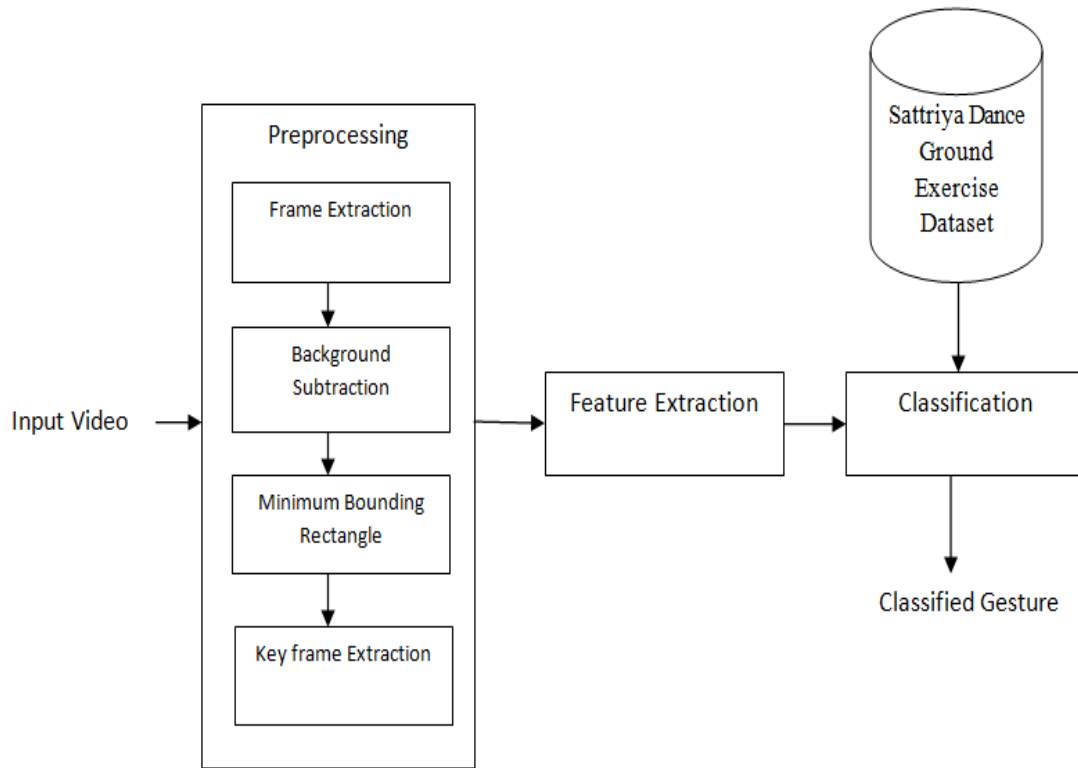 Input Video
Preprocessing
Frame Extraction
Background
Subtraction
Minimum Bounding
Rectangle
Key frame Extraction
Feature Extraction
Sattriya Dance
Ground
Exercise
Dataset
Classification
Classified Gesture